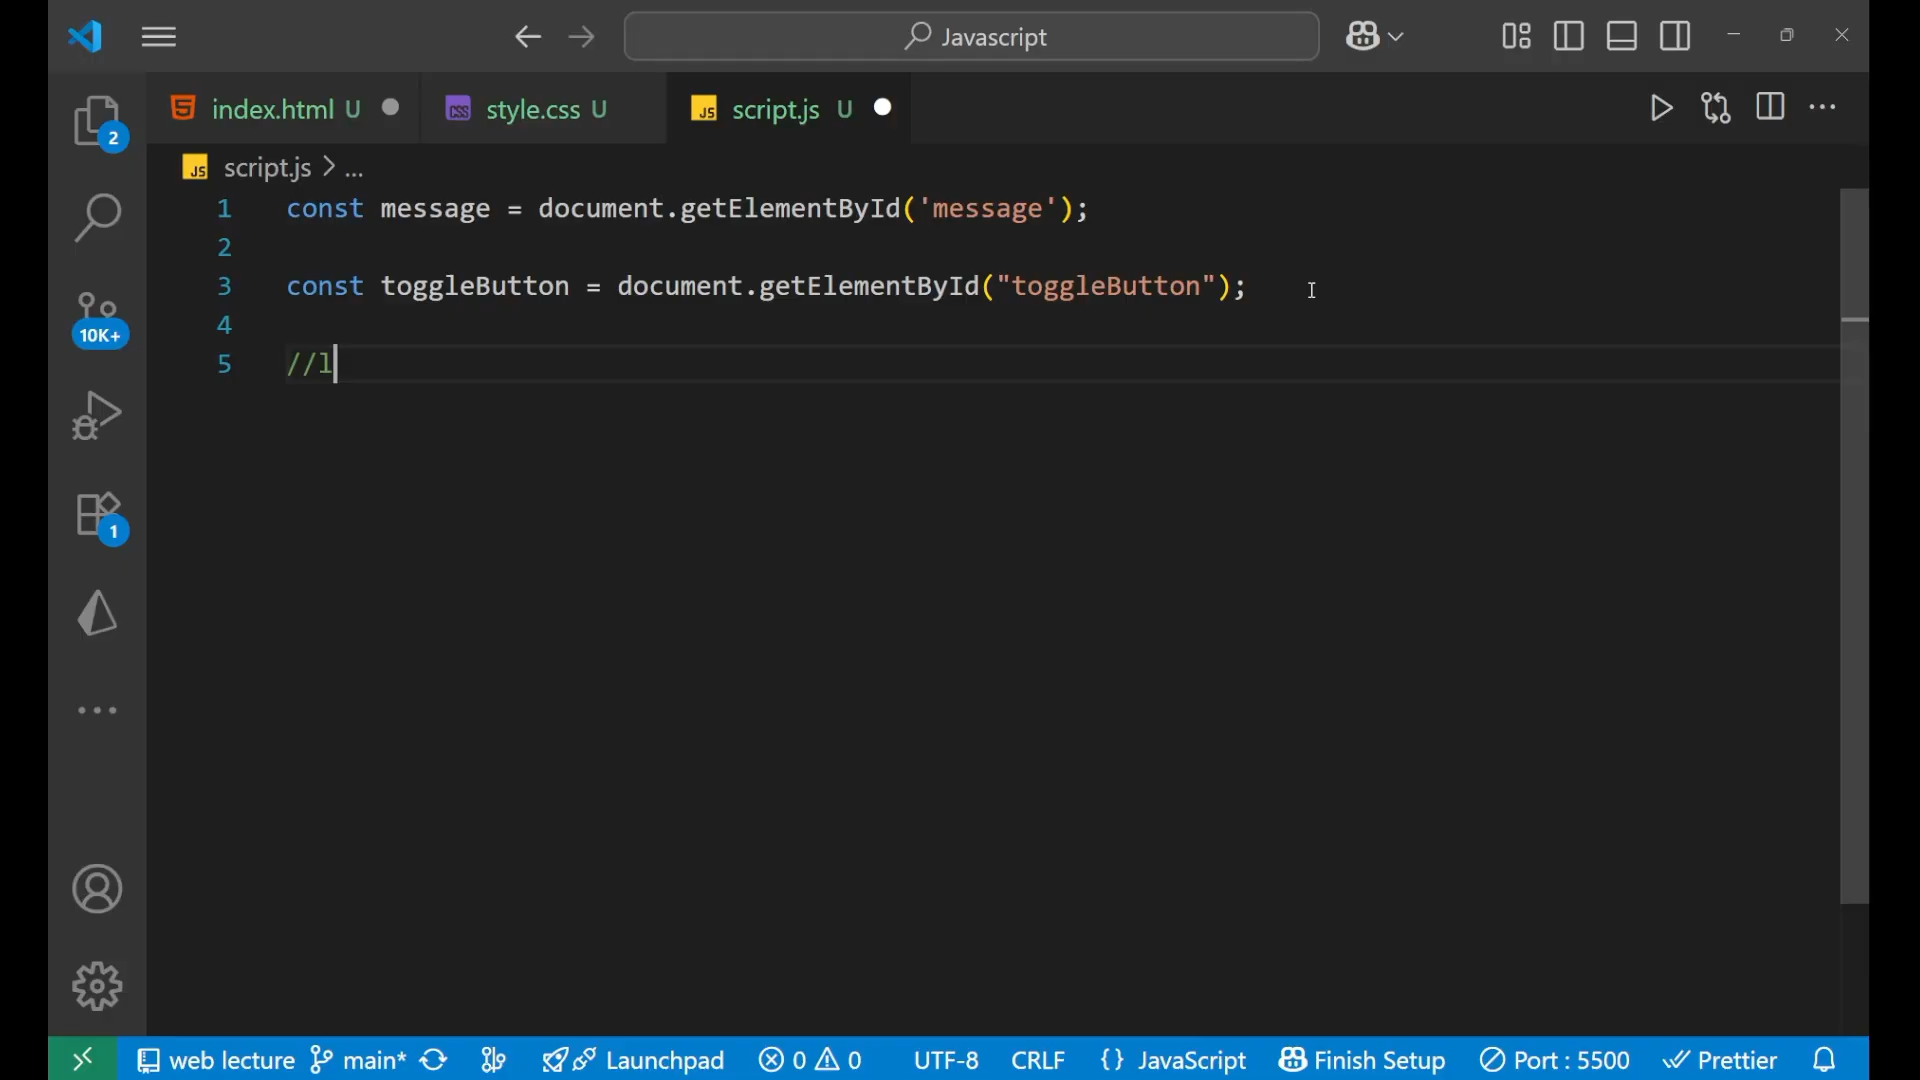 Javascript
index.html U
style.css U
script.js U
2
script.js > ...
1 const message = document.getElementById('message');
2
3 const toggleButton = document.getElementById("toggleButton");
4
5 //l
10K+
1
web lecture main* Launchpad 0 0 UTF-8 CRLF {} JavaScript Finish Setup Port : 5500 Prettier